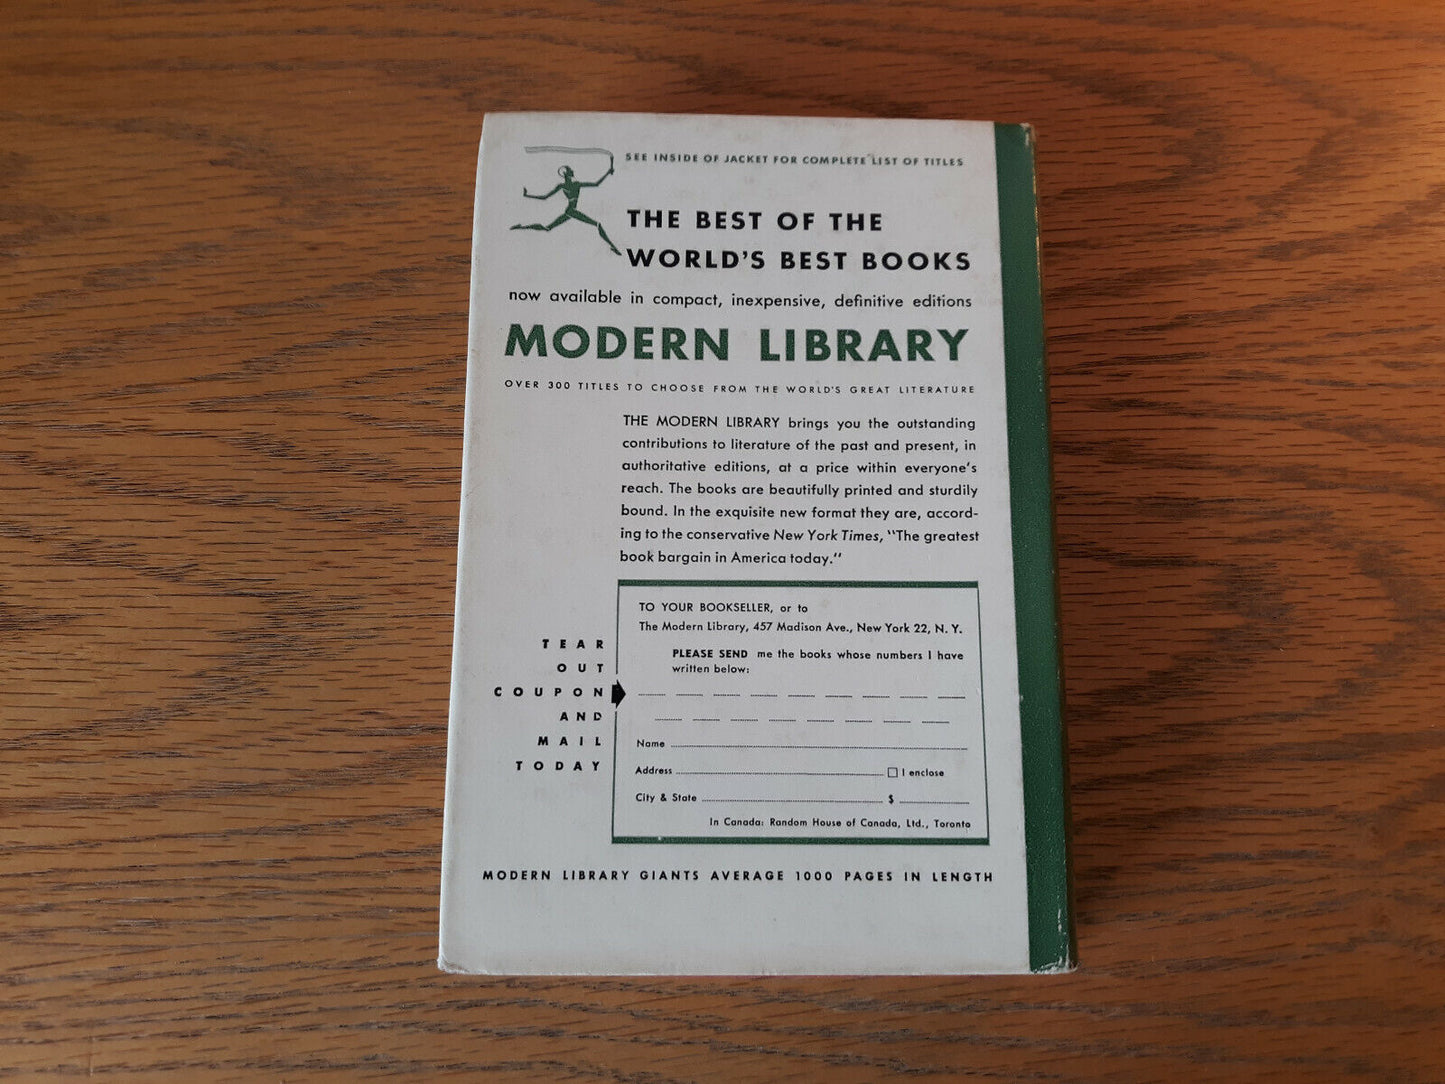 SEE INSIDE OF JACKET FOR COMPLETE LIST OF TITLES
THE BEST OF THE
WORLD'S BEST BOOKS
now available in compact, inexpensive, definitive editions
MODERN LIBRARY
OVER 300 TITLES TO CHOOSE FROM THE WORLD'S GREAT LITERATURE
THE MODERN LIBRARY brings you the outstanding
contributions to literature of the past and present, in
authoritative editions, at a price within everyone's
reach. The books are beautifully printed and sturdily
bound. In the exquisite new format they are, accord-
ing to the conservative New York Times, "The greatest
book bargain in America today."
TO YOUR BOOKSELLER, or to
The Modern Library, 457 Madison Ave., New York 22, N. Y.
PLEASE SEND me the books whose numbers I have
written below:
TEAR
OUT
COUPON
AND
MAIL
TODAY
Name
Address I enclose
City & State $
In Canada: Random House of Canada, Ltd., Toronto
MODERN LIBRARY GIANTS AVERAGE 1000 PAGES IN LENGTH